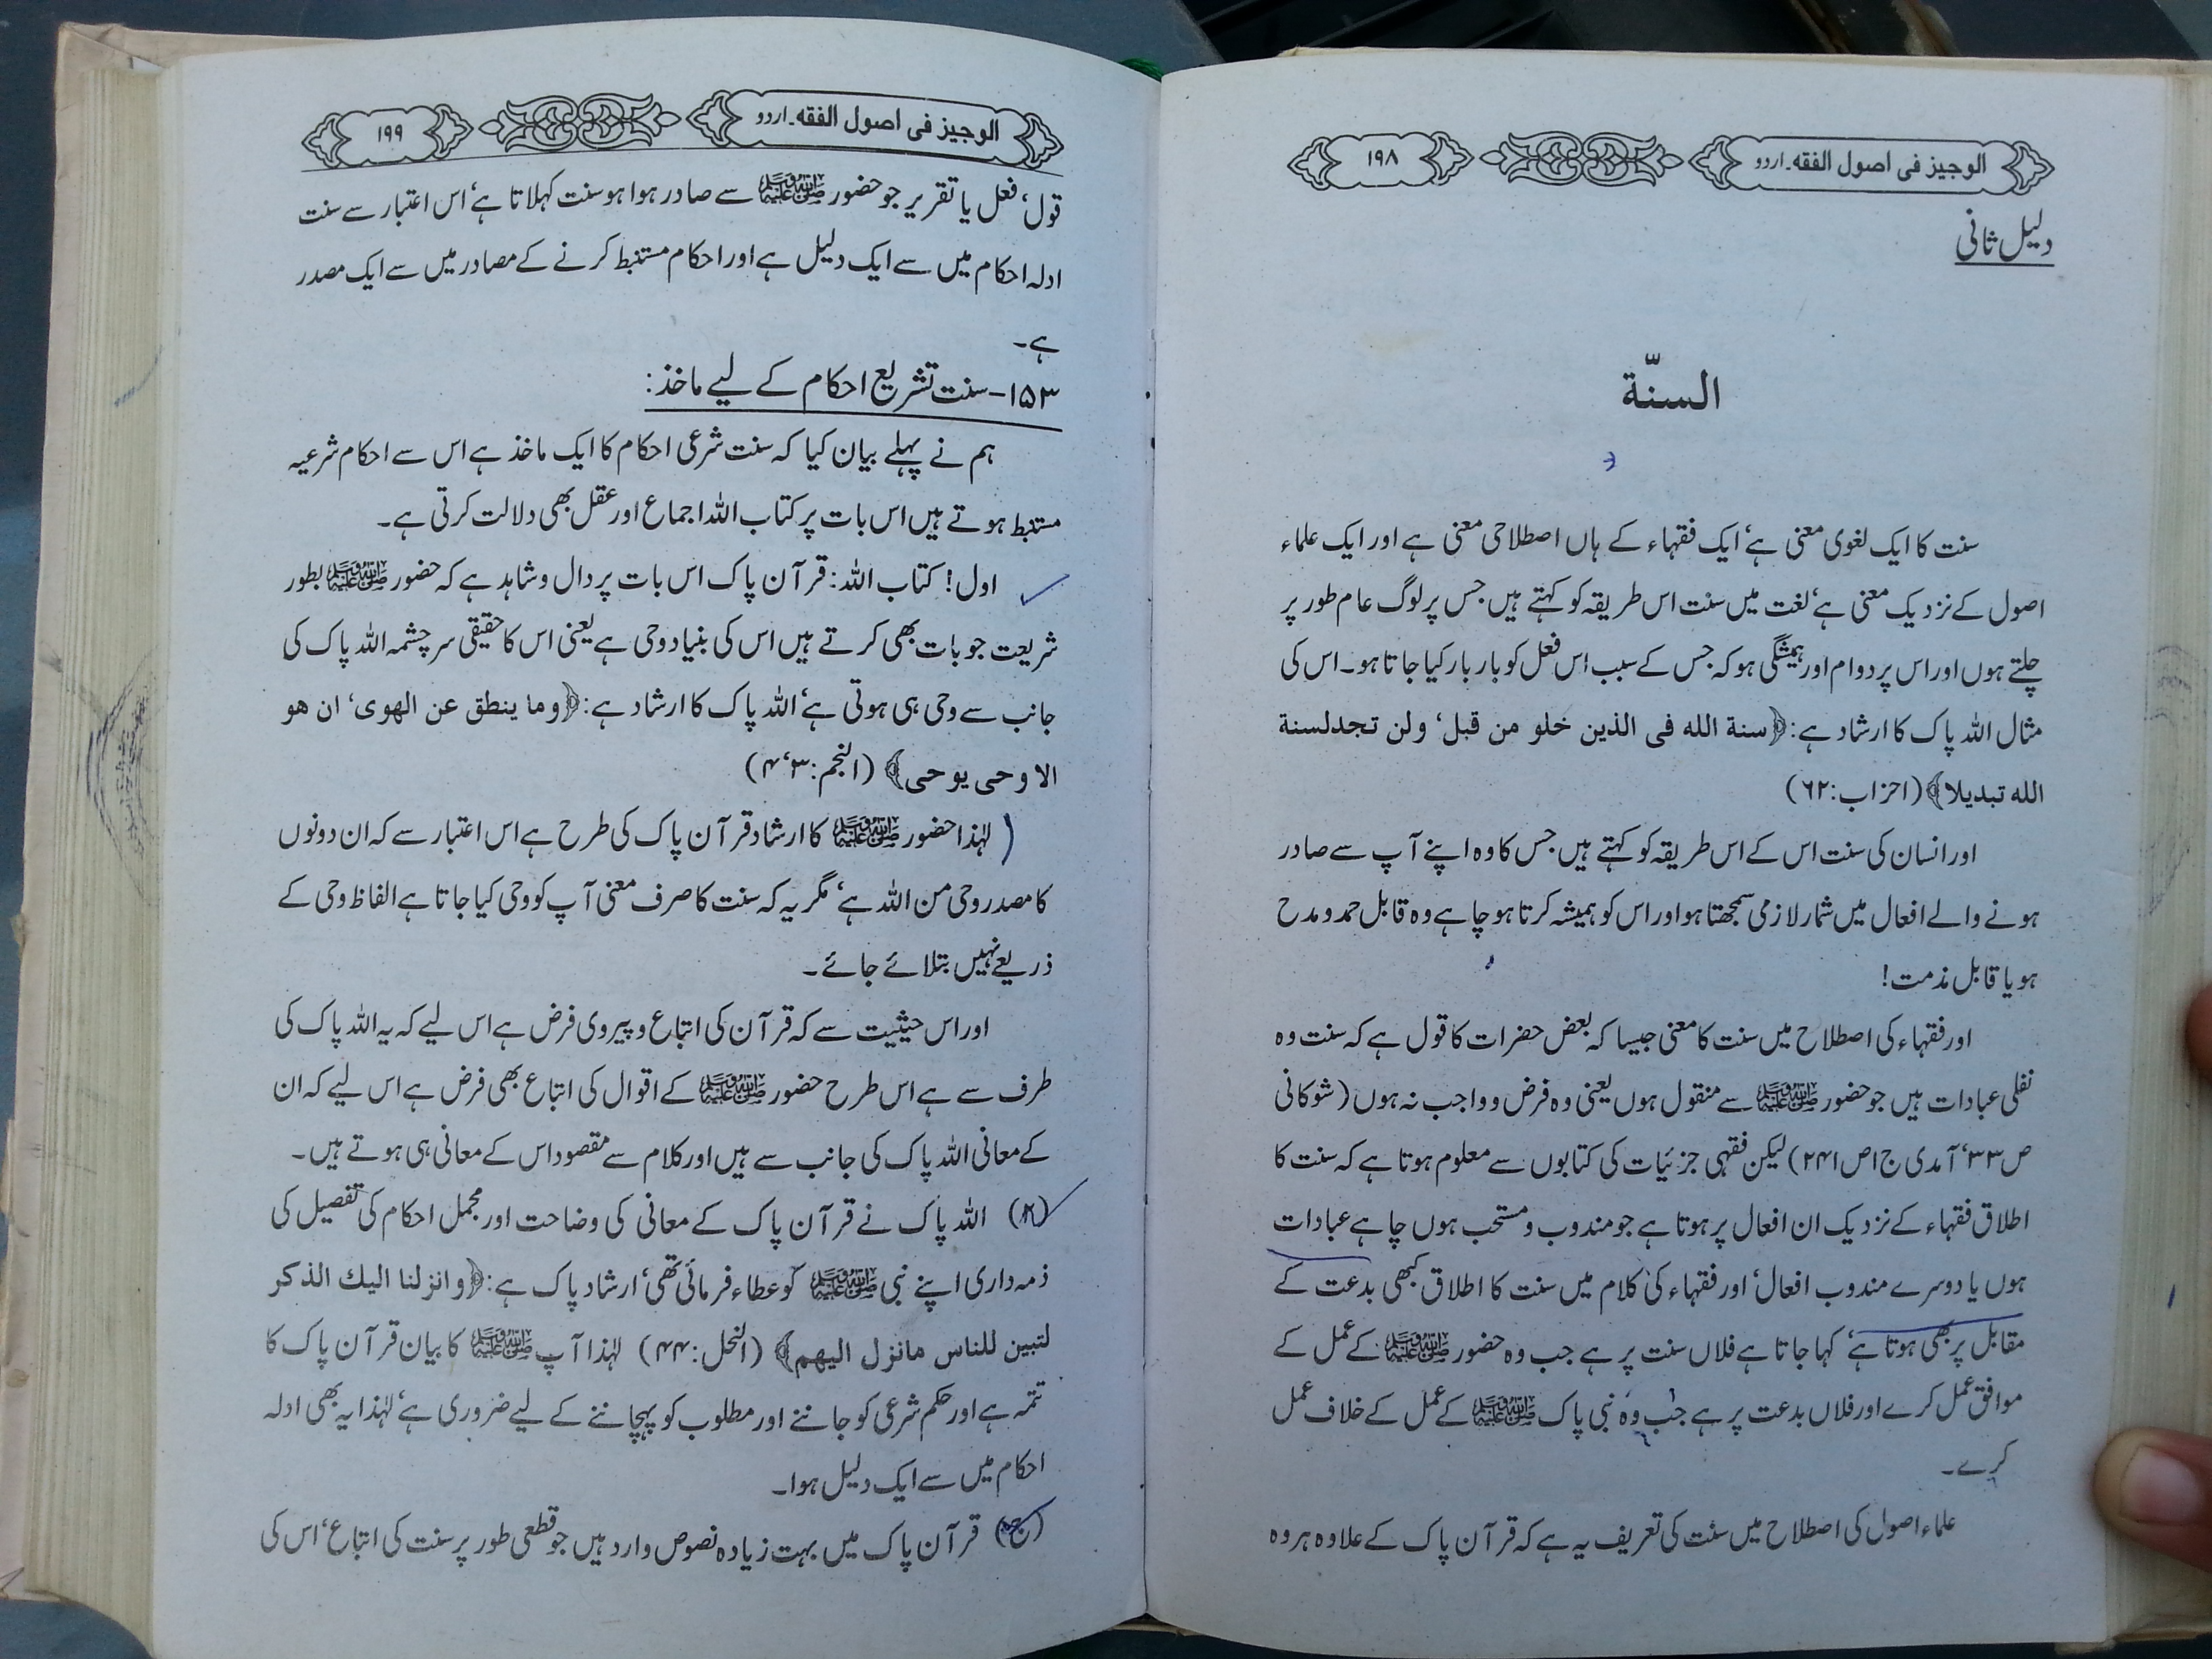 الوجیز فی اصول الفقہ۔اردو ۱۹۸
دلیل ثانی
السنّة
سنت کا ایک لغوی معنی ہے‘ ایک فقہاء کے ہاں اصطلاحی معنی ہے اور ایک علماء
اصول کے نزدیک معنی ہے‘ لغت میں سنت اس طریقہ کو کہتے ہیں جس پر لوگ عام طور پر
چلتے ہوں اور اس پر دوام اور ہمیشگی ہو کہ جس کے سبب اس فعل کو بار بار کیا جاتا ہو۔ اس کی
مثال اللہ پاک کا ارشاد ہے: ﴿سنة الله فی الذین خلو من قبل‘ ولن تجد لسنة
الله تبدیلا﴾ (احزاب:۶۲)
اور انسان کی سنت اس کے اس طریقہ کو کہتے ہیں جس کا وہ اپنے آپ سے صادر
ہونے والے افعال میں شمار لازمی سمجھتا ہو اور اس کو ہمیشہ کرتا ہو چاہے وہ قابل حمد و مدح
ہو یا قابل مذمت!
اور فقہاء کی اصطلاح میں سنت کا معنی جیسا کہ بعض حضرات کا قول ہے کہ سنت وہ
نفلی عبادات ہیں جو حضور ﷺ سے منقول ہوں یعنی وہ فرض و واجب نہ ہوں (شوکانی
ص۳۳‘ آمدی ج۱ص۲۴۱) لیکن فقہی جزئیات کی کتابوں سے معلوم ہوتا ہے کہ سنت کا
اطلاق فقہاء کے نزدیک ان افعال پر ہوتا ہے جو مندوب و مستحب ہوں چاہے عبادات
ہوں یا دوسرے مندوب افعال‘ اور فقہاء کی کلام میں سنت کا اطلاق کبھی بدعت کے
مقابل پر بھی ہوتا ہے‘ کہا جاتا ہے فلاں سنت پر ہے جب وہ حضور ﷺ کے عمل کے
موافق عمل کرے اور فلاں بدعت پر ہے جب وہ نبی پاک ﷺ کے عمل کے خلاف عمل
کرے۔
علماء اصول کی اصطلاح میں سنت کی تعریف یہ ہے کہ قرآن پاک کے علاوہ ہر وہ
الوجیز فی اصول الفقہ۔اردو ۱۹۹
قول‘ فعل یا تقریر جو حضور ﷺ سے صادر ہوا ہو سنت کہلاتا ہے‘ اس اعتبار سے سنت
ادلہ احکام میں سے ایک دلیل ہے اور احکام مستنبط کرنے کے مصادر میں سے ایک مصدر
ہے۔
۱۵۳-سنت تشریع احکام کے لیے ماخذ:
ہم نے پہلے بیان کیا کہ سنت شرعی احکام کا ایک ماخذ ہے اس سے احکام شرعیہ
مستنبط ہوتے ہیں اس بات پر کتاب اللہ اجماع اور عقل بھی دلالت کرتی ہے۔
اول! کتاب اللہ: قرآن پاک اس بات پر دال و شاہد ہے کہ حضور ﷺ بطور
شریعت جو بات بھی کرتے ہیں اس کی بنیاد وحی ہے یعنی اس کا حقیقی سرچشمہ اللہ پاک کی
جانب سے وحی ہی ہوتی ہے‘ اللہ پاک کا ارشاد ہے: ﴿وما ینطق عن الهوی‘ ان هو
الا وحی یوحی﴾ (النجم:۳‘۴)
لہٰذا حضور ﷺ کا ارشاد قرآن پاک کی طرح ہے اس اعتبار سے کہ ان دونوں
کا مصدر وحی من اللہ ہے‘ مگر یہ کہ سنت کا صرف معنی آپ کو وحی کیا جاتا ہے الفاظ وحی کے
ذریعے نہیں بتلائے جائے۔
اور اس حیثیت سے کہ قرآن کی اتباع و پیروی فرض ہے اس لیے کہ یہ اللہ پاک کی
طرف سے ہے اس طرح حضور ﷺ کے اقوال کی اتباع بھی فرض ہے اس لیے کہ ان
کے معانی اللہ پاک کی جانب سے ہیں اور کلام سے مقصود اس کے معانی ہی ہوتے ہیں۔
اللہ پاک نے قرآن پاک کے معانی کی وضاحت اور مجمل احکام کی تفصیل کی
ذمہ داری اپنے نبی ﷺ کو عطاء فرمائی تھی‘ ارشاد پاک ہے: ﴿وانزلنا الیك الذكر
لتبین للناس مانزل الیهم﴾ (النحل:۴۴) لہٰذا آپ ﷺ کا بیان قرآن پاک کا
تتمہ ہے اور حکم شرعی کو جاننے اور مطلوب کو پہچاننے کے لیے ضروری ہے‘ لہٰذا یہ بھی ادلہ
احکام میں سے ایک دلیل ہوا۔
(ج) قرآن پاک میں بہت زیادہ نصوص وارد ہیں جو قطعی طور پر سنت کی اتباع‘ اس کی